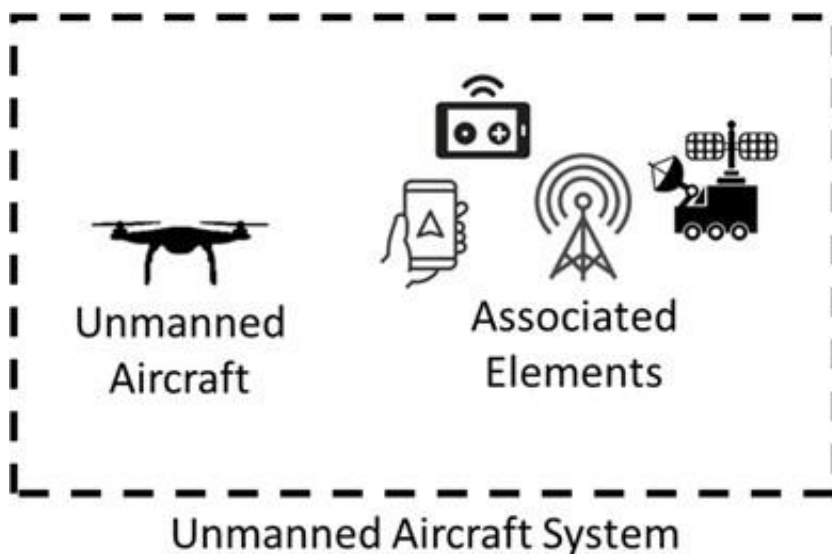 Unmanned
Aircraft
Associated
Elements
Unmanned Aircraft System